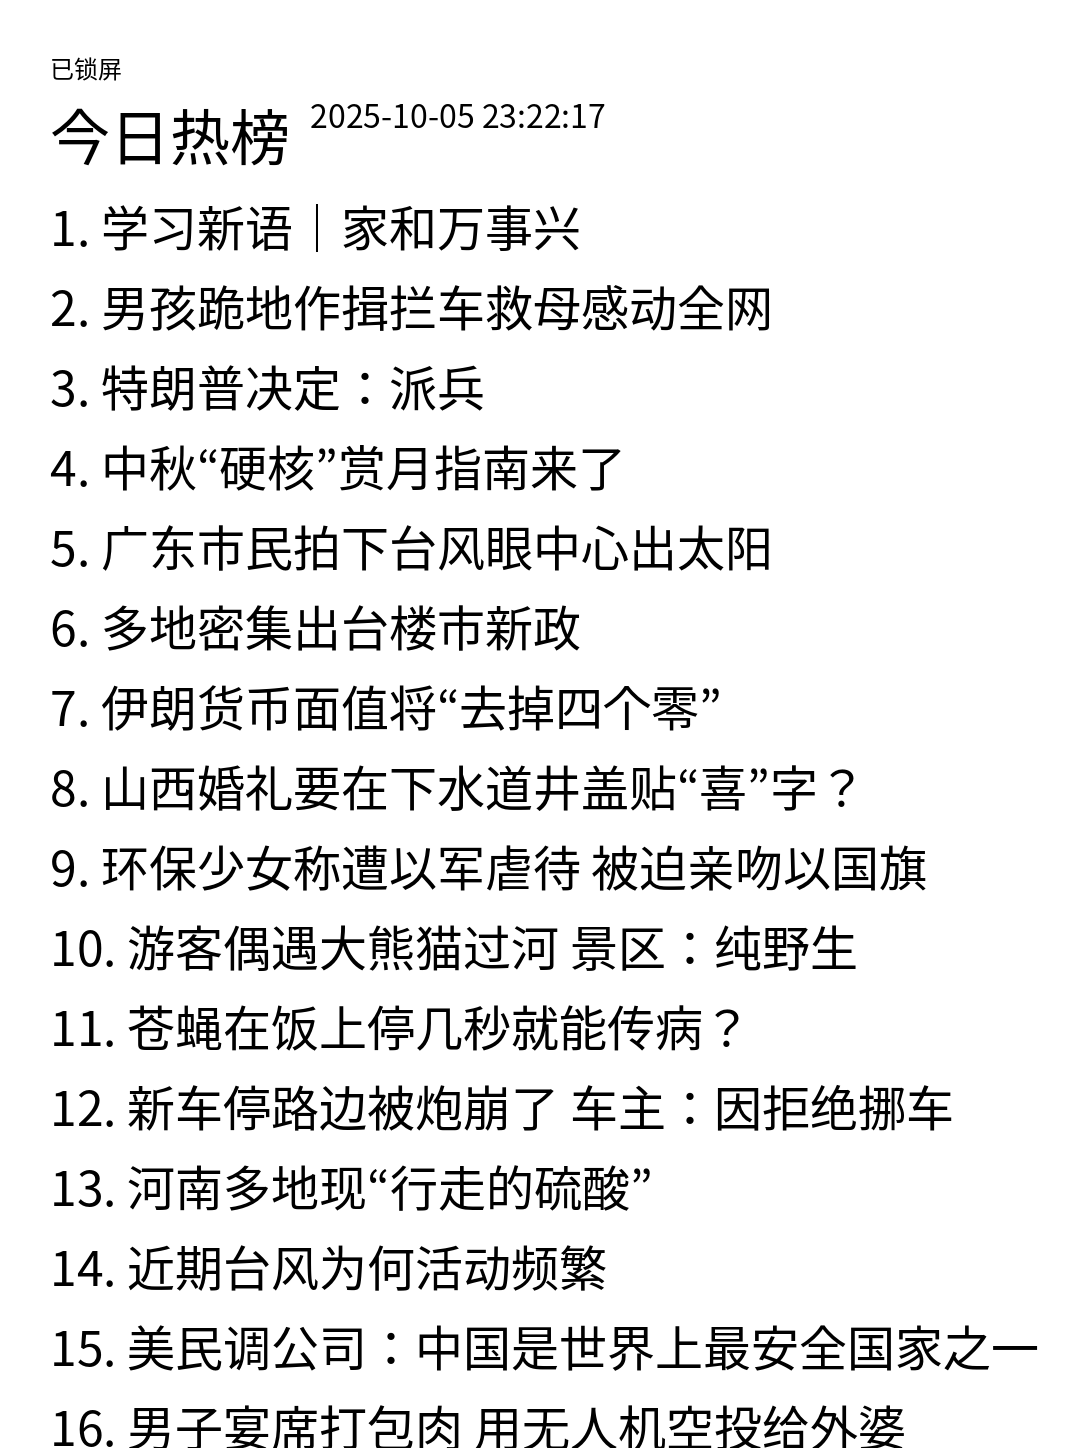 已锁屏
今日热榜 2025-10-05 23:22:17
1. 学习新语｜家和万事兴
2. 男孩跪地作揖拦车救母感动全网
3. 特朗普决定：派兵
4. 中秋“硬核”赏月指南来了
5. 广东市民拍下台风眼中心出太阳
6. 多地密集出台楼市新政
7. 伊朗货币面值将“去掉四个零”
8. 山西婚礼要在下水道井盖贴“喜”字？
9. 环保少女称遭以军虐待 被迫亲吻以国旗
10. 游客偶遇大熊猫过河 景区：纯野生
11. 苍蝇在饭上停几秒就能传病？
12. 新车停路边被炮崩了 车主：因拒绝挪车
13. 河南多地现“行走的硫酸”
14. 近期台风为何活动频繁
15. 美民调公司：中国是世界上最安全国家之一
16. 男子宴席打包肉 用无人机空投给外婆